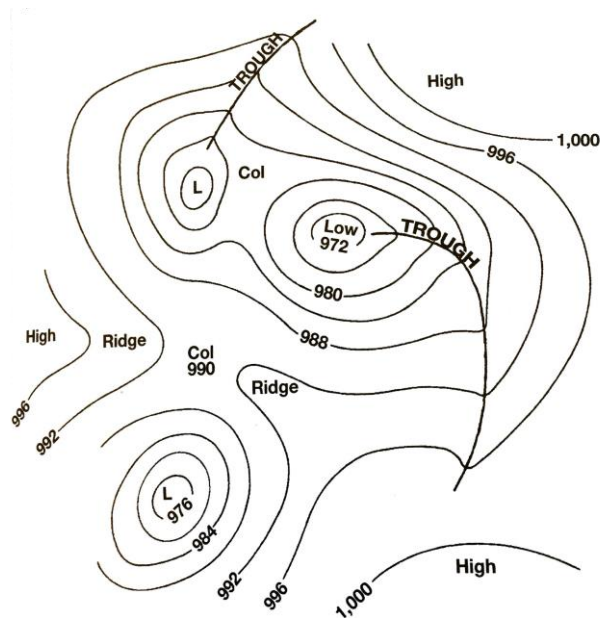 TROUGH
High
1,000
996
Col
L
Low
972
TROUGH
980
988
High
Ridge
Col
990
Ridge
996
992
L
976
984
992
996
1,000
High